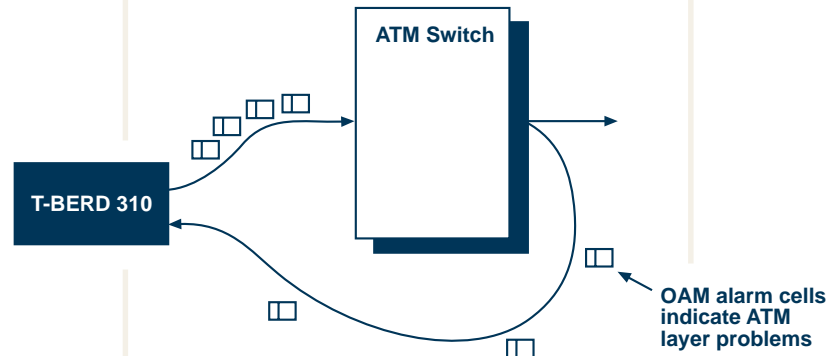 ATM Switch
T-BERD 310
OAM alarm cells
indicate ATM
layer problems